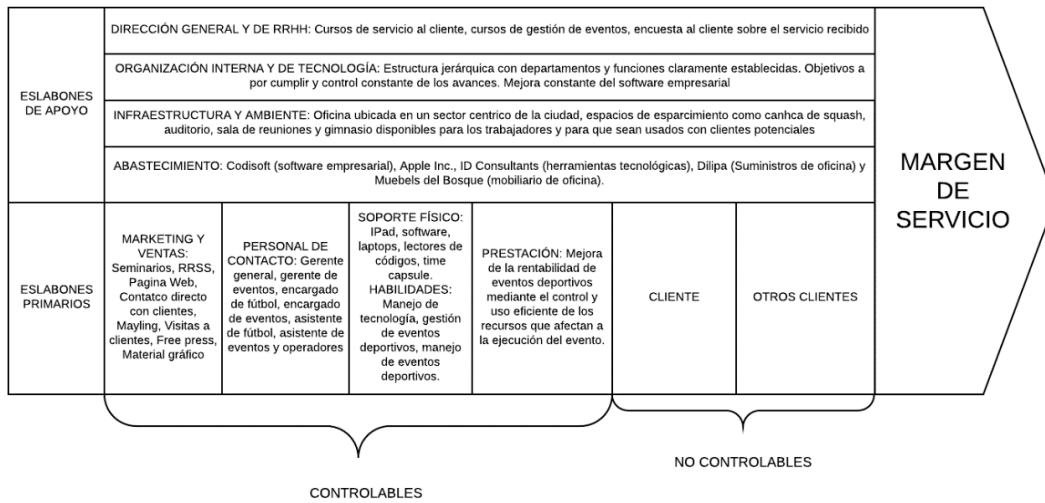 DIRECCIÓN GENERAL Y DE RRHH: Cursos de servicio al cliente, cursos de gestión de eventos, encuesta al cliente sobre el servicio recibido
ESLABONES
DE APOYO
ORGANIZACIÓN INTERNA Y DE TECNOLOGÍA: Estructura jerárquica con departamentos y funciones claramente establecidas. Objetivos a
por cumplir y control constante de los avances. Mejora constante del software empresarial
INFRAESTRUCTURA Y AMBIENTE: Oficina ubicada en un sector centrico de la ciudad, espacios de esparcimiento como canhca de squash,
auditorio, sala de reuniones y gimnasio disponibles para los trabajadores y para que sean usados con clientes potenciales
ABASTECIMIENTO: Codisoft (software empresarial), Apple Inc., ID Consultants (herramientas tecnológicas), Dilipa (Suministros de oficina) y
Muebels del Bosque (mobiliario de oficina).
MARGEN
DE
SERVICIO
ESLABONES
PRIMARIOS
MARKETING Y
VENTAS:
Seminarios, RRSS,
Pagina Web,
Contatco directo
con clientes,
Mayling, Visitas a
clientes, Free press,
Material gráfico
PERSONAL DE
CONTACTO: Gerente
general, gerente de
eventos, encargado
de fútbol, encargado
de eventos, asistente
de fútbol, asistente de
eventos y operadores
SOPORTE FÍSICO:
IPad, software,
laptops, lectores de
códigos, time
capsule.
HABILIDADES:
Manejo de
tecnología, gestión
de eventos
deportivos, manejo
de eventos
deportivos.
PRESTACIÓN: Mejora
de la rentabilidad de
eventos deportivos
mediante el control y
uso eficiente de los
recursos que afectan a
la ejecución del evento.
CLIENTE
OTROS CLIENTES
CONTROLABLES
NO CONTROLABLES